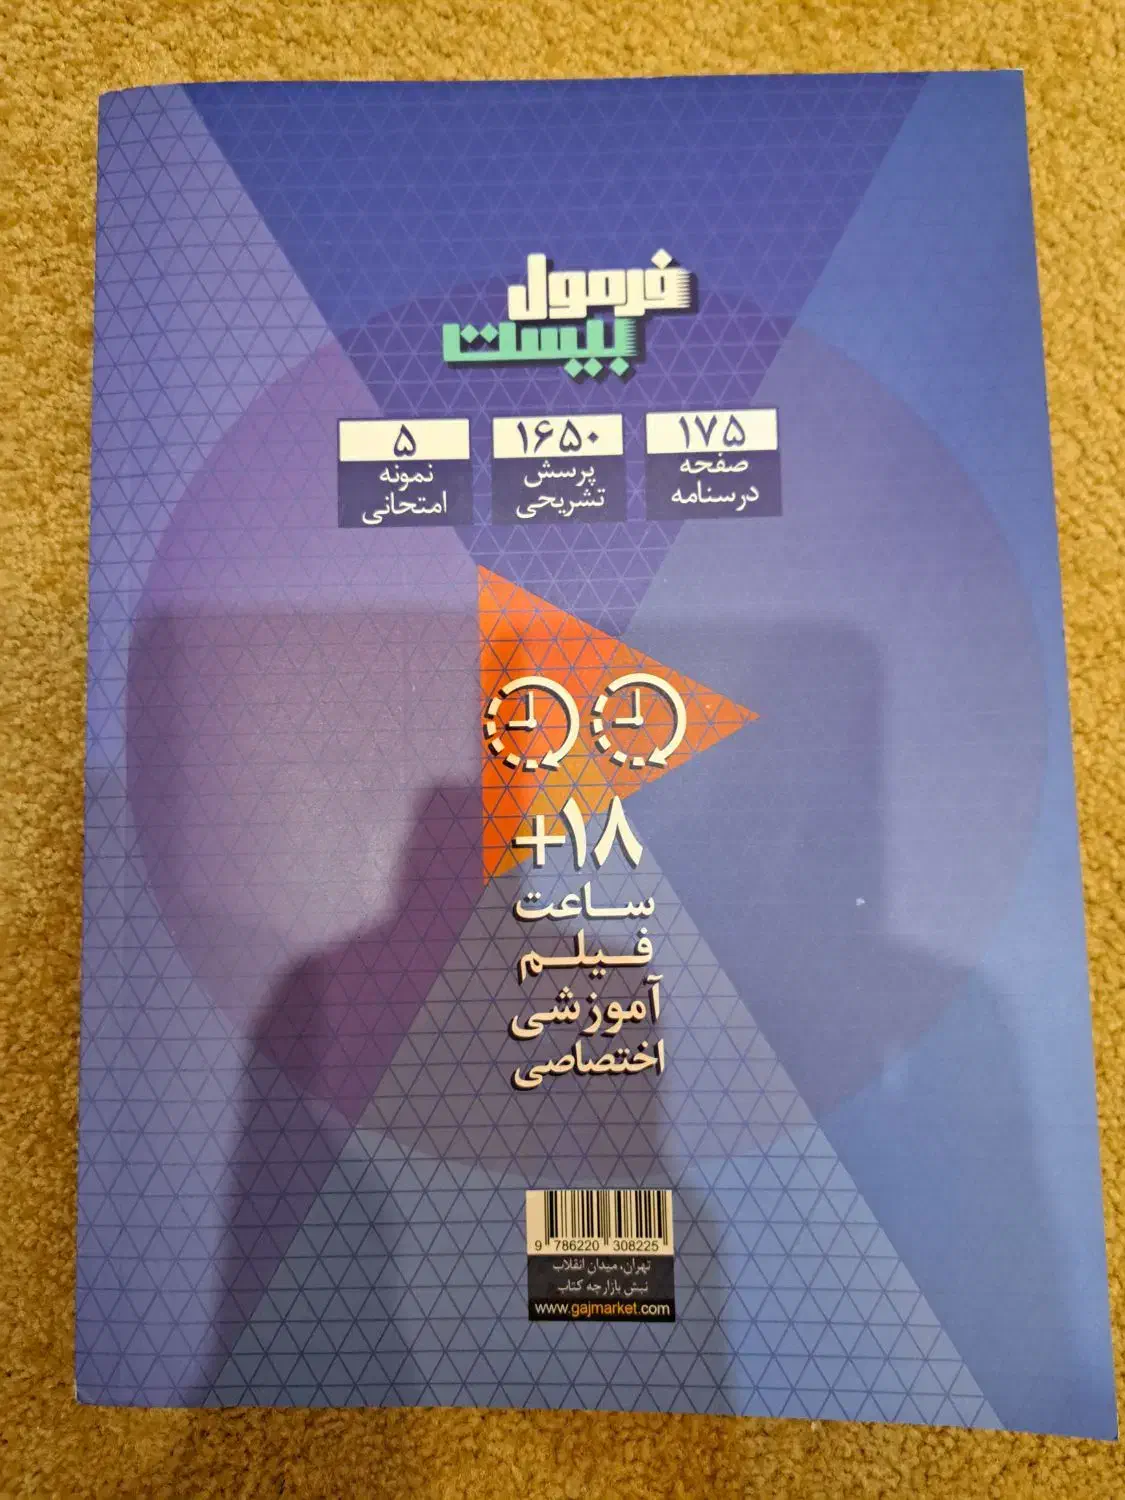 فرمول
بیست
۱۷۵
صفحه
درسنامه
۱۶۵۰
پرسش
تشریحی
۵
نمونه
امتحانی
+۱۸
ساعت
فیلم
آموزشی
اختصاصی
9 786220 308225
تهران، میدان انقلاب
نبش بازارچه کتاب
www.gajmarket.com